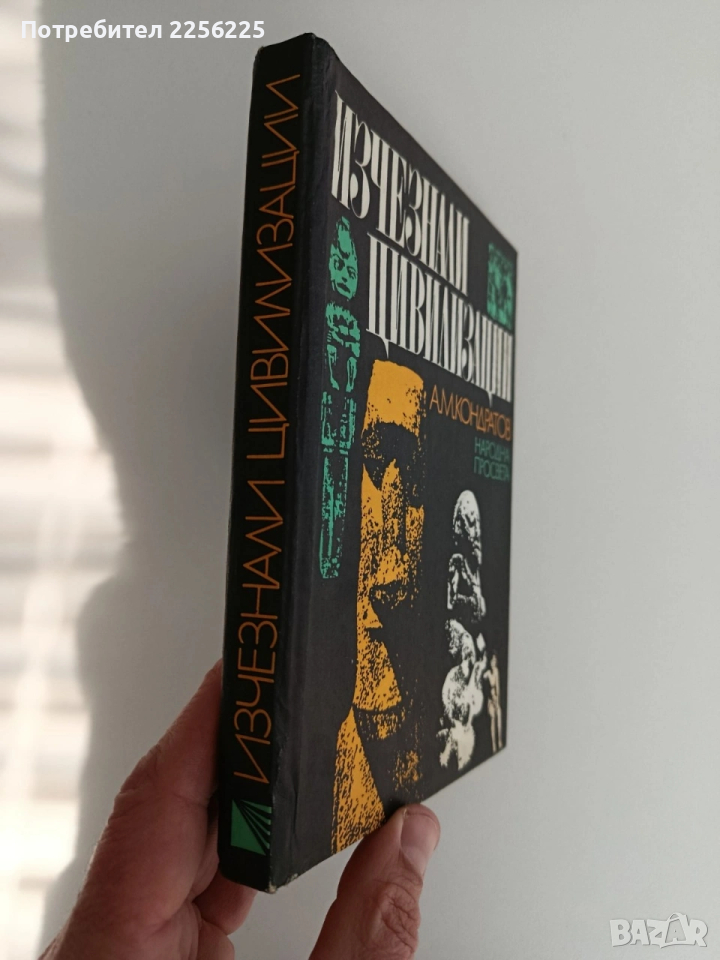 Потребител 2256225
ИЗЧЕЗНАЛИ ЦИВИЛИЗАЦИИ
ИЗЧЕЗНАЛИ
ЦИВИЛИЗАЦИИ
А.М.КОНДРАТОВ
НАРОДНА
ПРОСВЕТА
BAZAR